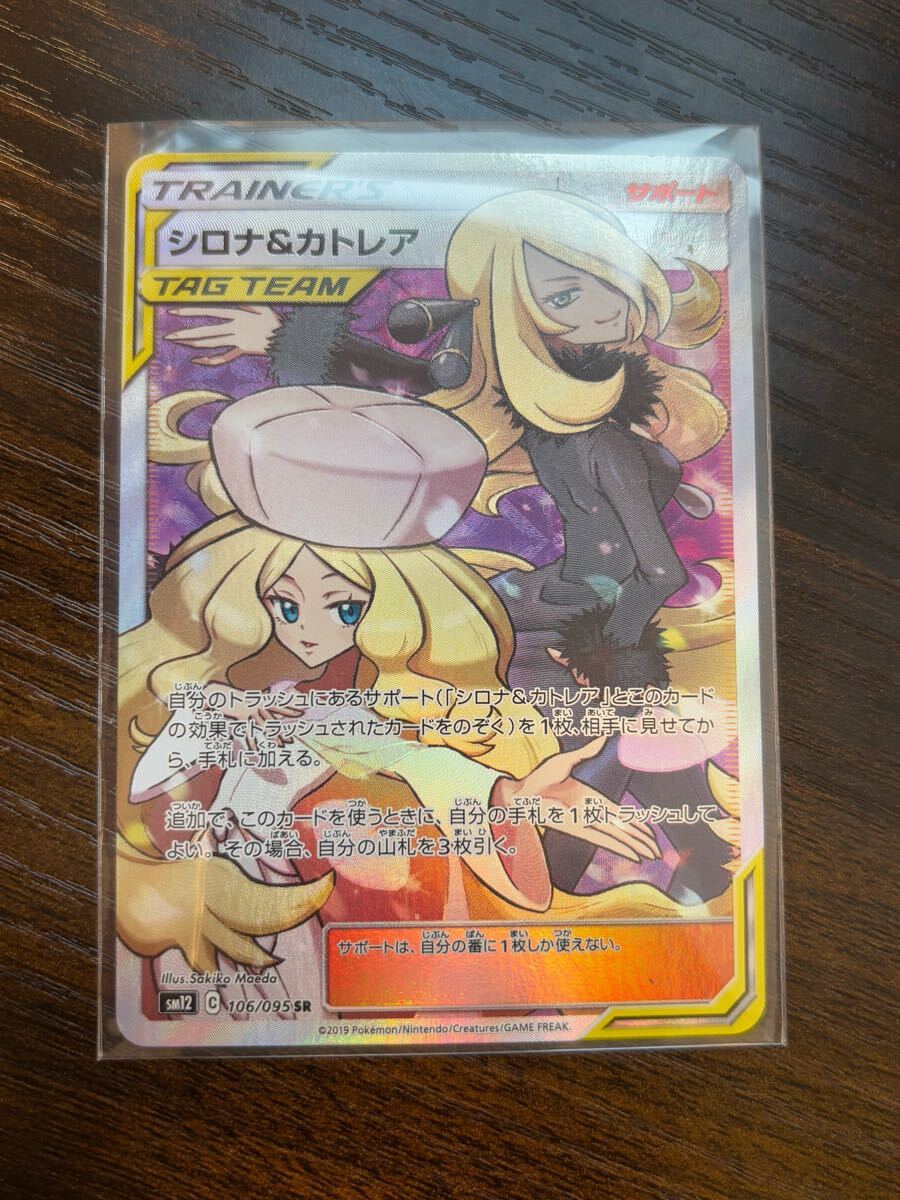 TRAINER'S
サポート
シロナ&カトレア
TAG TEAM
自分のトラッシュにあるサポート(「シロナ&カトレア」とこのカード
の効果でトラッシュされたカードをのぞく)を1枚、相手に見せてか
ら、手札に加える。
追加で、このカードを使うときに、自分の手札を1枚トラッシュして
よい。その場合、自分の山札を3枚引く。
サポートは、自分の番に1枚しか使えない。
Illus.Sakiko Maeda
SM12 C 106/095 SR
©2019 Pokémon/Nintendo/Creatures/GAME FREAK.